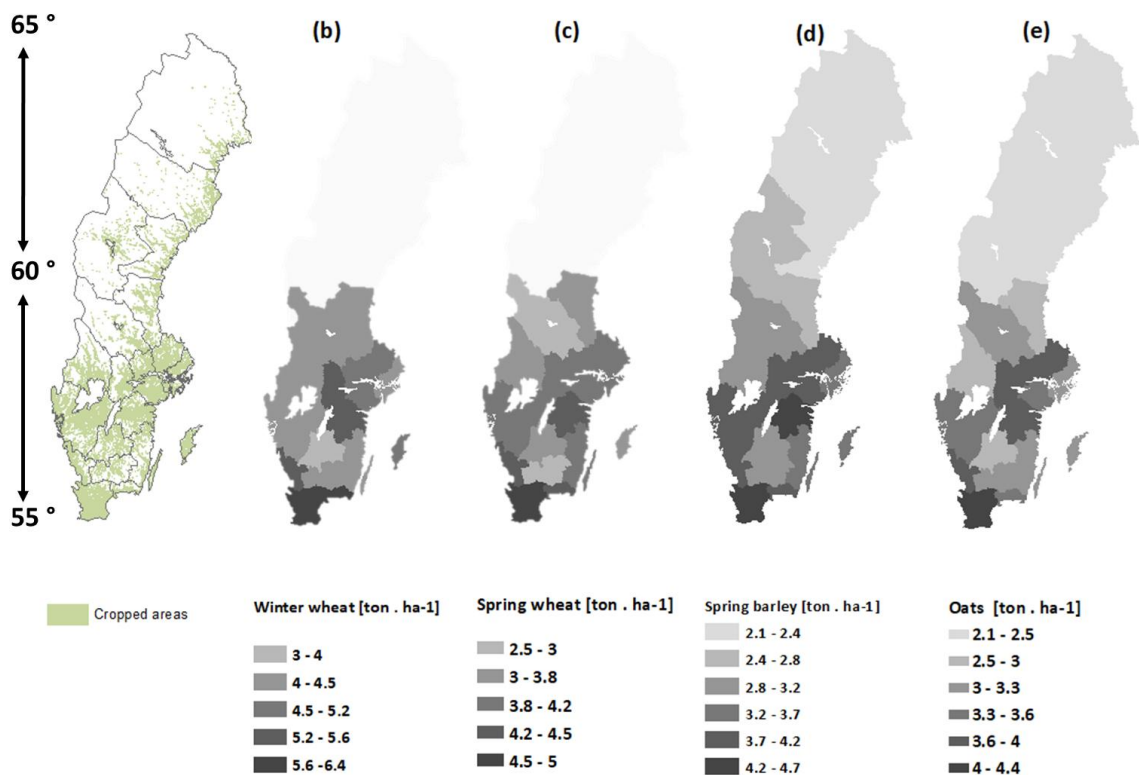 65 °
(b)
(c)
(d)
(e)
60 °
55 °
Cropped areas
Winter wheat [ton . ha-1]
3 - 4
4 - 4.5
4.5 - 5.2
5.2 - 5.6
5.6 -6.4
Spring wheat [ton . ha-1]
2.5 - 3
3 - 3.8
3.8 - 4.2
4.2 - 4.5
4.5 - 5
Spring barley [ton . ha-1]
2.1 - 2.4
2.4 - 2.8
2.8 - 3.2
3.2 - 3.7
3.7 - 4.2
4.2 - 4.7
Oats [ton . ha-1]
2.1 - 2.5
2.5 - 3
3 - 3.3
3.3 - 3.6
3.6 - 4
4 - 4.4